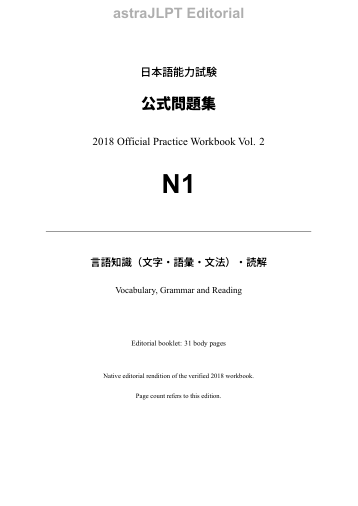 astraJLPT Editorial
日本語能力試験
公式問題集
2018 Official Practice Workbook Vol. 2
N1
言語知識（文字・語彙・文法）・読解
Vocabulary, Grammar and Reading
Editorial booklet: 31 body pages
Native editorial rendition of the verified 2018 workbook.
Page count refers to this edition.